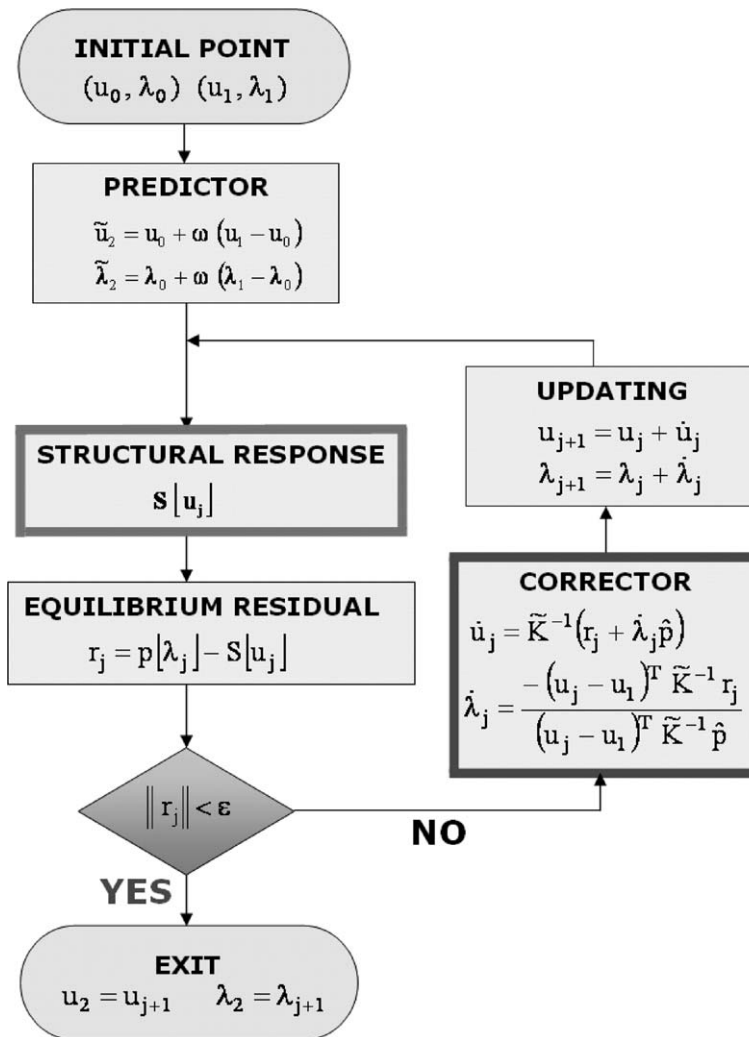 INITIAL POINT
(u₀, λ₀) (u₁, λ₁)
PREDICTOR
ũ₂ = u₀ + ω (u₁ − u₀)
λ̃₂ = λ₀ + ω (λ₁ − λ₀)
STRUCTURAL RESPONSE
S⌊uⱼ⌋
EQUILIBRIUM RESIDUAL
rⱼ = p⌊λⱼ⌋ − S⌊uⱼ⌋
‖ rⱼ ‖ < ε
YES
NO
EXIT
u₂ = uⱼ₊₁ λ₂ = λⱼ₊₁
CORRECTOR
u̇ⱼ = K̃⁻¹(rⱼ + λ̇ⱼp̂)
λ̇ⱼ = −(uⱼ − u₁)ᵀ K̃⁻¹ rⱼ / (uⱼ − u₁)ᵀ K̃⁻¹ p̂
UPDATING
uⱼ₊₁ = uⱼ + u̇ⱼ
λⱼ₊₁ = λⱼ + λ̇ⱼ